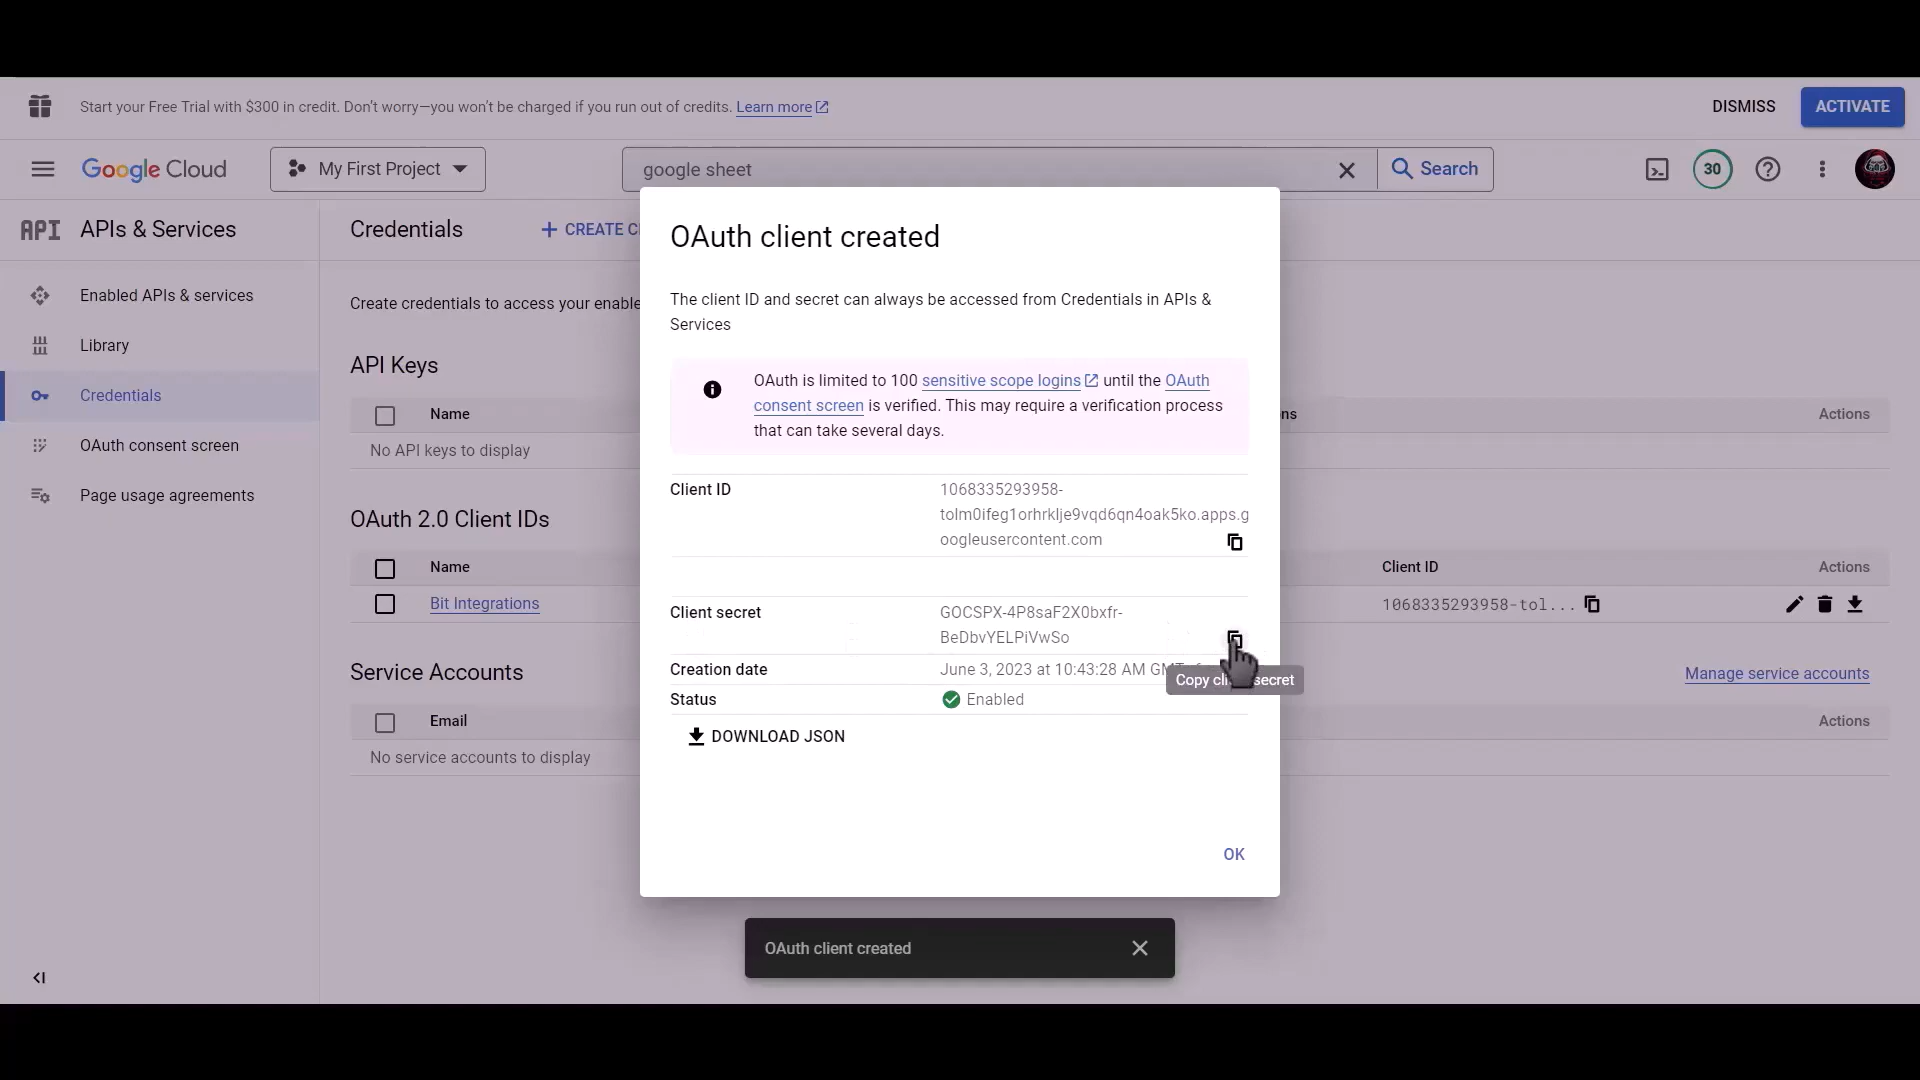 Start your Free Trial with $300 in credit. Don't worry—you won't be charged if you run out of credits. Learn more
DISMISS
ACTIVATE
Google Cloud
My First Project
google sheet
Search
30
API
APIs & Services
Credentials
CREATE
OAuth client created
The client ID and secret can always be accessed from Credentials in APIs &
Services
Enabled APIs & services
Library
Credentials
OAuth consent screen
Page usage agreements
Create credentials to access your enable
API Keys
Name
Actions
No API keys to display
OAuth 2.0 Client IDs
Name
Client ID
Actions
Bit Integrations
1068335293958-tol...
Service Accounts
Manage service accounts
Email
Actions
No service accounts to display
OAuth is limited to 100 sensitive scope logins until the OAuth
consent screen is verified. This may require a verification process
that can take several days.
Client ID
1068335293958-
tolm0ifeg1orhrklje9vqd6qn4oak5ko.apps.g
oogleusercontent.com
Client secret
GOCSPX-4P8saF2X0bxfr-
BeDbvYELPiVwSo
Creation date
June 3, 2023 at 10:43:28 AM
Copy secret
Status
Enabled
DOWNLOAD JSON
OK
OAuth client created